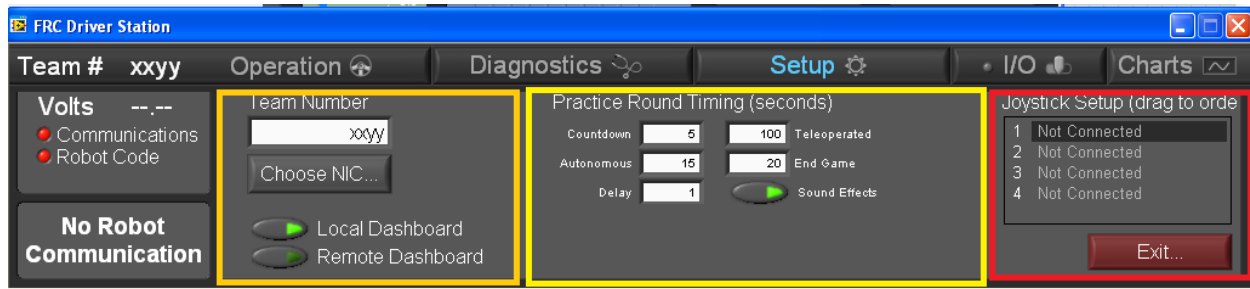 FRC Driver Station
Team # xxyy Operation Diagnostics Setup I/O Charts
Volts --.--
Communications
Robot Code
No Robot
Communication
Team Number
xxyy
Choose NIC...
Local Dashboard
Remote Dashboard
Practice Round Timing (seconds)
Countdown 5 100 Teleoperated
Autonomous 15 20 End Game
Delay 1 Sound Effects
Joystick Setup (drag to orde
1 Not Connected
2 Not Connected
3 Not Connected
4 Not Connected
Exit...